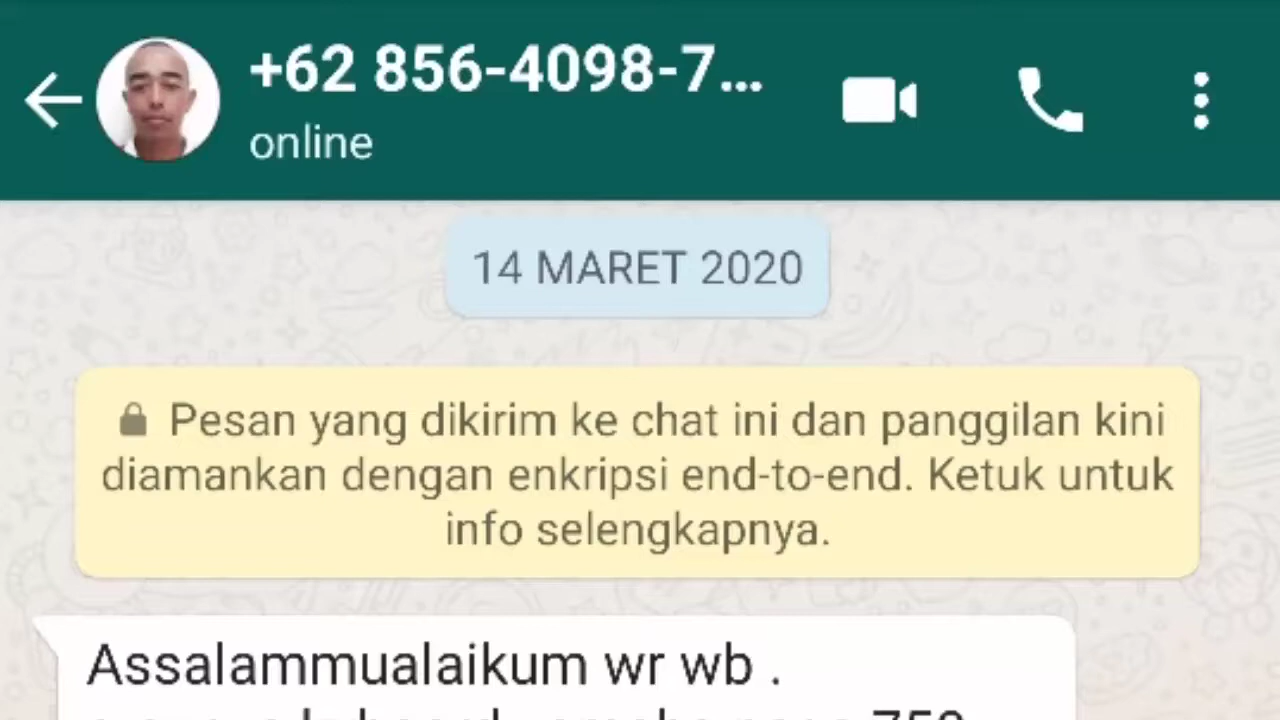 +62 856-4098-7...
online
14 MARET 2020
Pesan yang dikirim ke chat ini dan panggilan kini
diamankan dengan enkripsi end-to-end. Ketuk untuk
info selengkapnya.
Assalammualaikum wr wb .